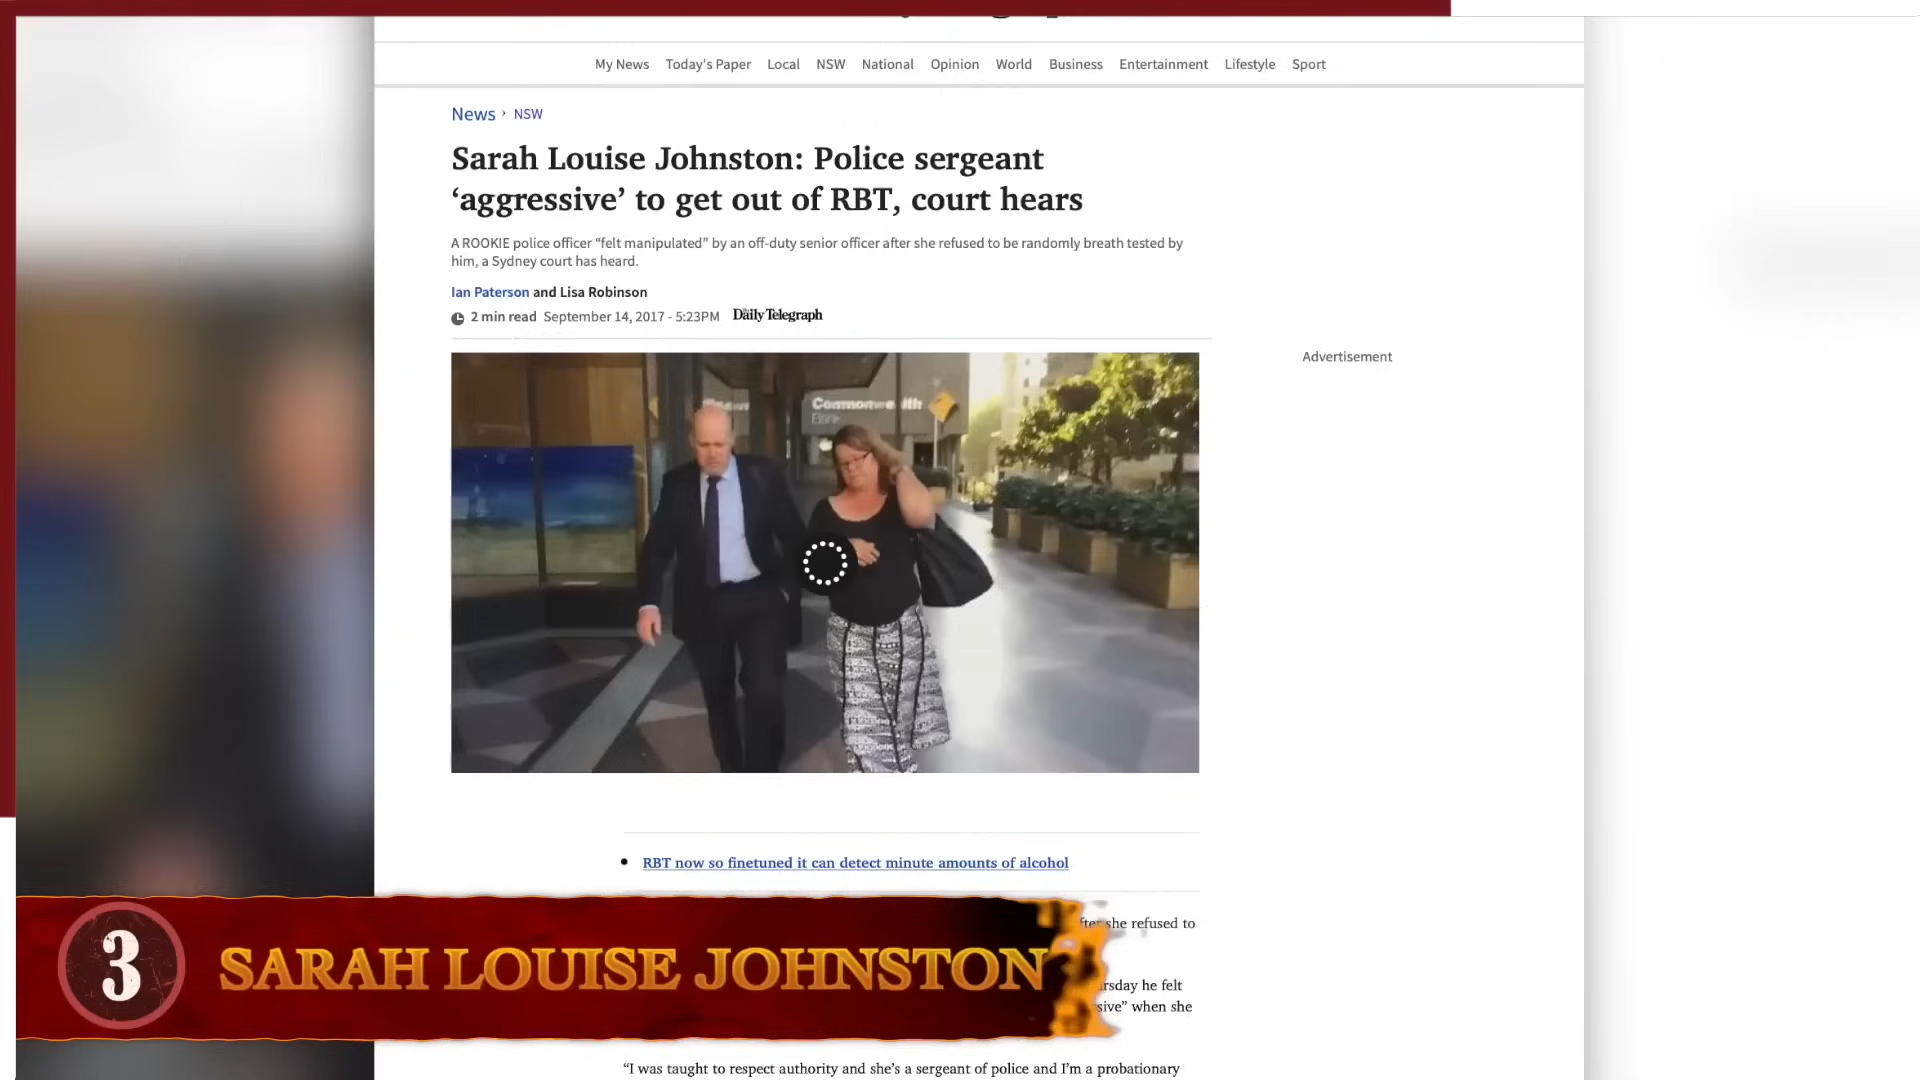 My News Today's Paper Local NSW National Opinion World Business Entertainment Lifestyle Sport
News › NSW
Sarah Louise Johnston: Police sergeant
‘aggressive’ to get out of RBT, court hears
A ROOKIE police officer “felt manipulated” by an off-duty senior officer after she refused to be randomly breath tested by
him, a Sydney court has heard.
Ian Paterson and Lisa Robinson
2 min read September 14, 2017 - 5:23PM Daily Telegraph
Advertisement
Commonwealth
Bank
• RBT now so finetuned it can detect minute amounts of alcohol
she refused to
he felt
when she
3 SARAH LOUISE JOHNSTON
“I was taught to respect authority and she’s a sergeant of police and I’m a probationary